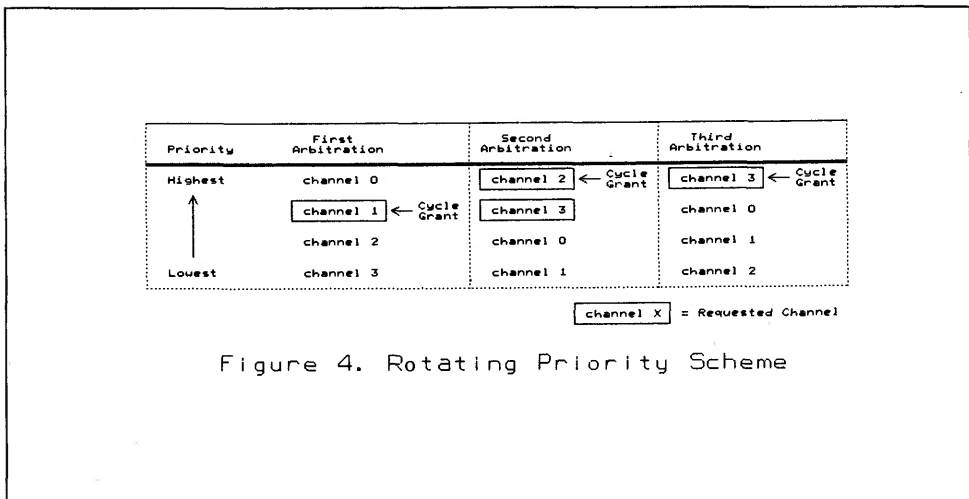 Priority First Arbitration Second Arbitration Third Arbitration
Highest channel 0 channel 2 ← Cycle Grant channel 3 ← Cycle Grant
channel 1 ← Cycle Grant channel 3 channel 0
channel 2 channel 0 channel 1
Lowest channel 3 channel 1 channel 2
channel X = Requested Channel
Figure 4. Rotating Priority Scheme